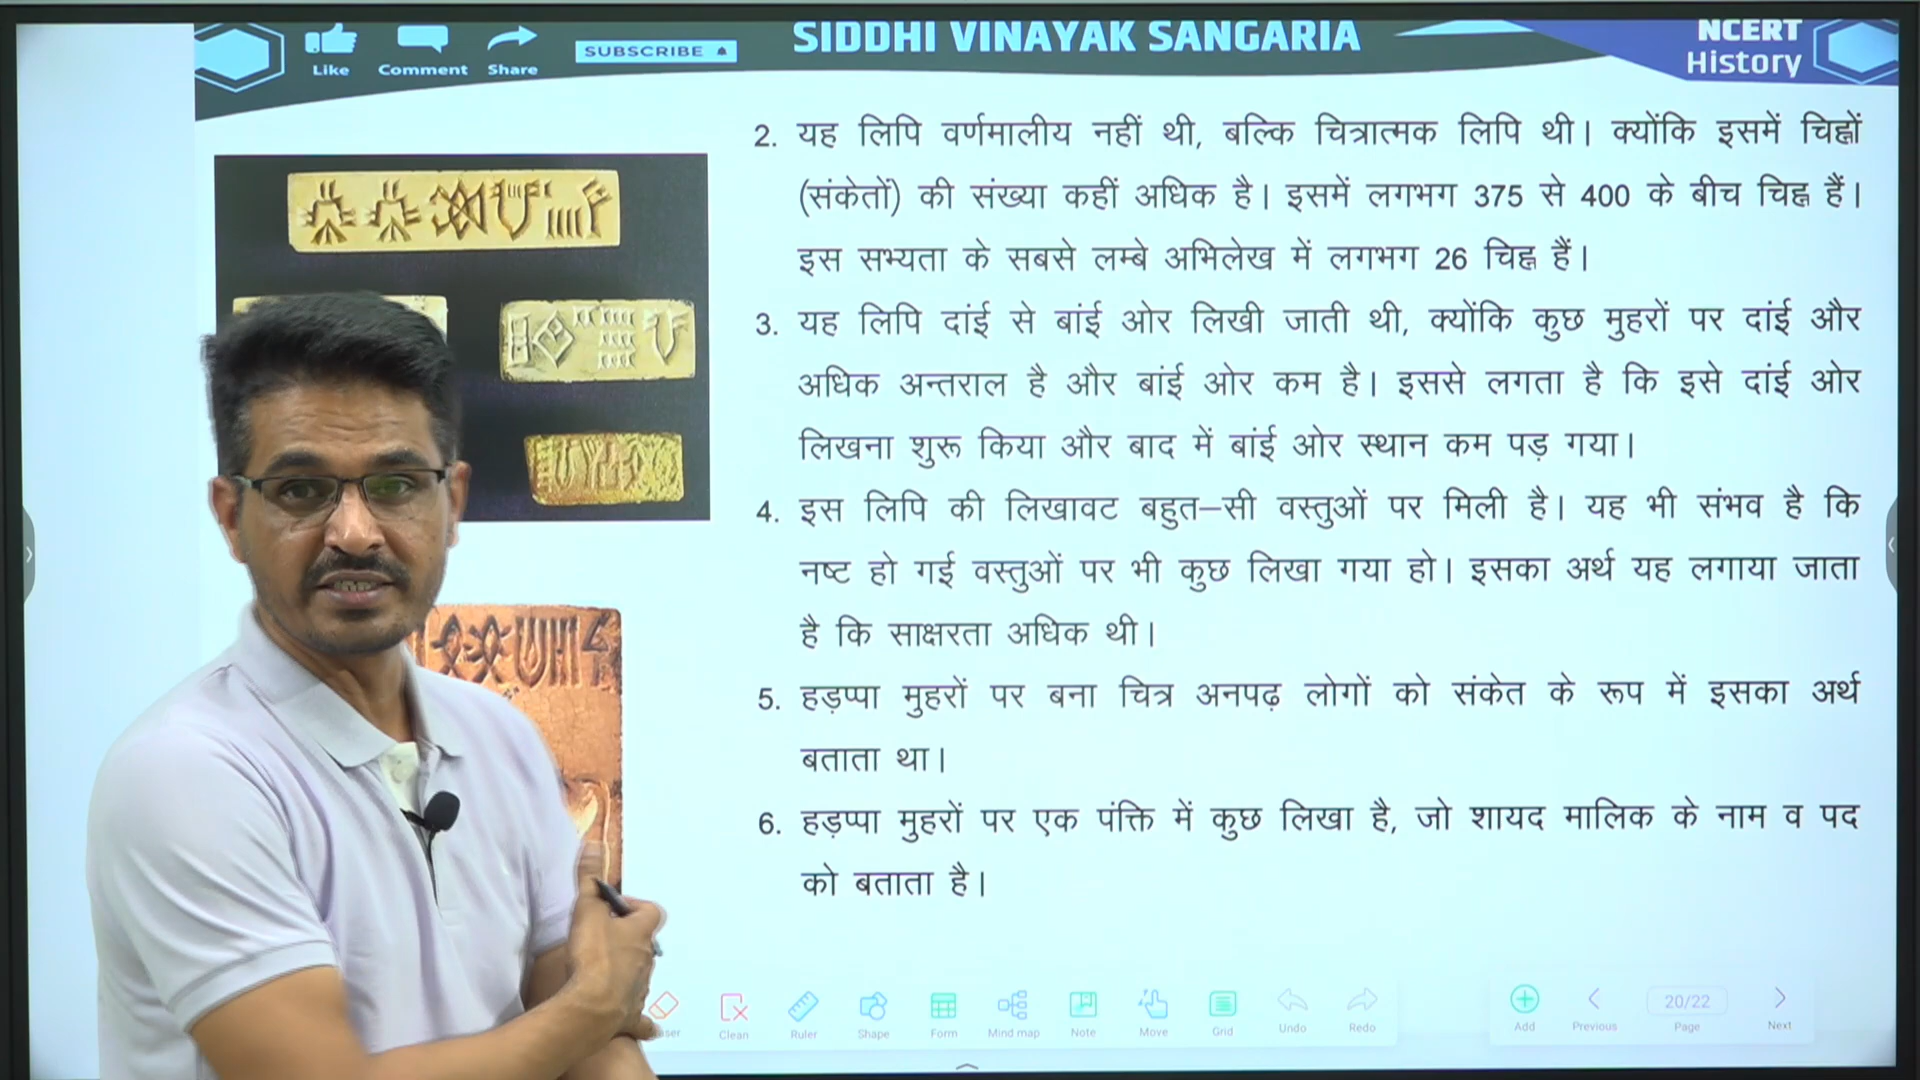 Like
Comment
Share
SUBSCRIBE
SIDDHI VINAYAK SANGARIA
NCERT
History
2. यह लिपि वर्णमालीय नहीं थी, बल्कि चित्रात्मक लिपि थी। क्योंकि इसमें चिह्नों
(संकेतों) की संख्या कहीं अधिक है। इसमें लगभग 375 से 400 के बीच चिह्न हैं।
इस सभ्यता के सबसे लम्बे अभिलेख में लगभग 26 चिह्न हैं।
3. यह लिपि दांई से बांई ओर लिखी जाती थी, क्योंकि कुछ मुहरों पर दांई और
अधिक अन्तराल है और बांई ओर कम है। इससे लगता है कि इसे दांई ओर
लिखना शुरू किया और बाद में बांई ओर स्थान कम पड़ गया।
4. इस लिपि की लिखावट बहुत–सी वस्तुओं पर मिली है। यह भी संभव है कि
नष्ट हो गई वस्तुओं पर भी कुछ लिखा गया हो। इसका अर्थ यह लगाया जाता
है कि साक्षरता अधिक थी।
5. हड़प्पा मुहरों पर बना चित्र अनपढ़ लोगों को संकेत के रूप में इसका अर्थ
बताता था।
6. हड़प्पा मुहरों पर एक पंक्ति में कुछ लिखा है, जो शायद मालिक के नाम व पद
को बताता है।
Clean
Ruler
Shape
Form
Mind map
Note
Move
Grid
Undo
Redo
Add
Previous
20/22
Page
Next